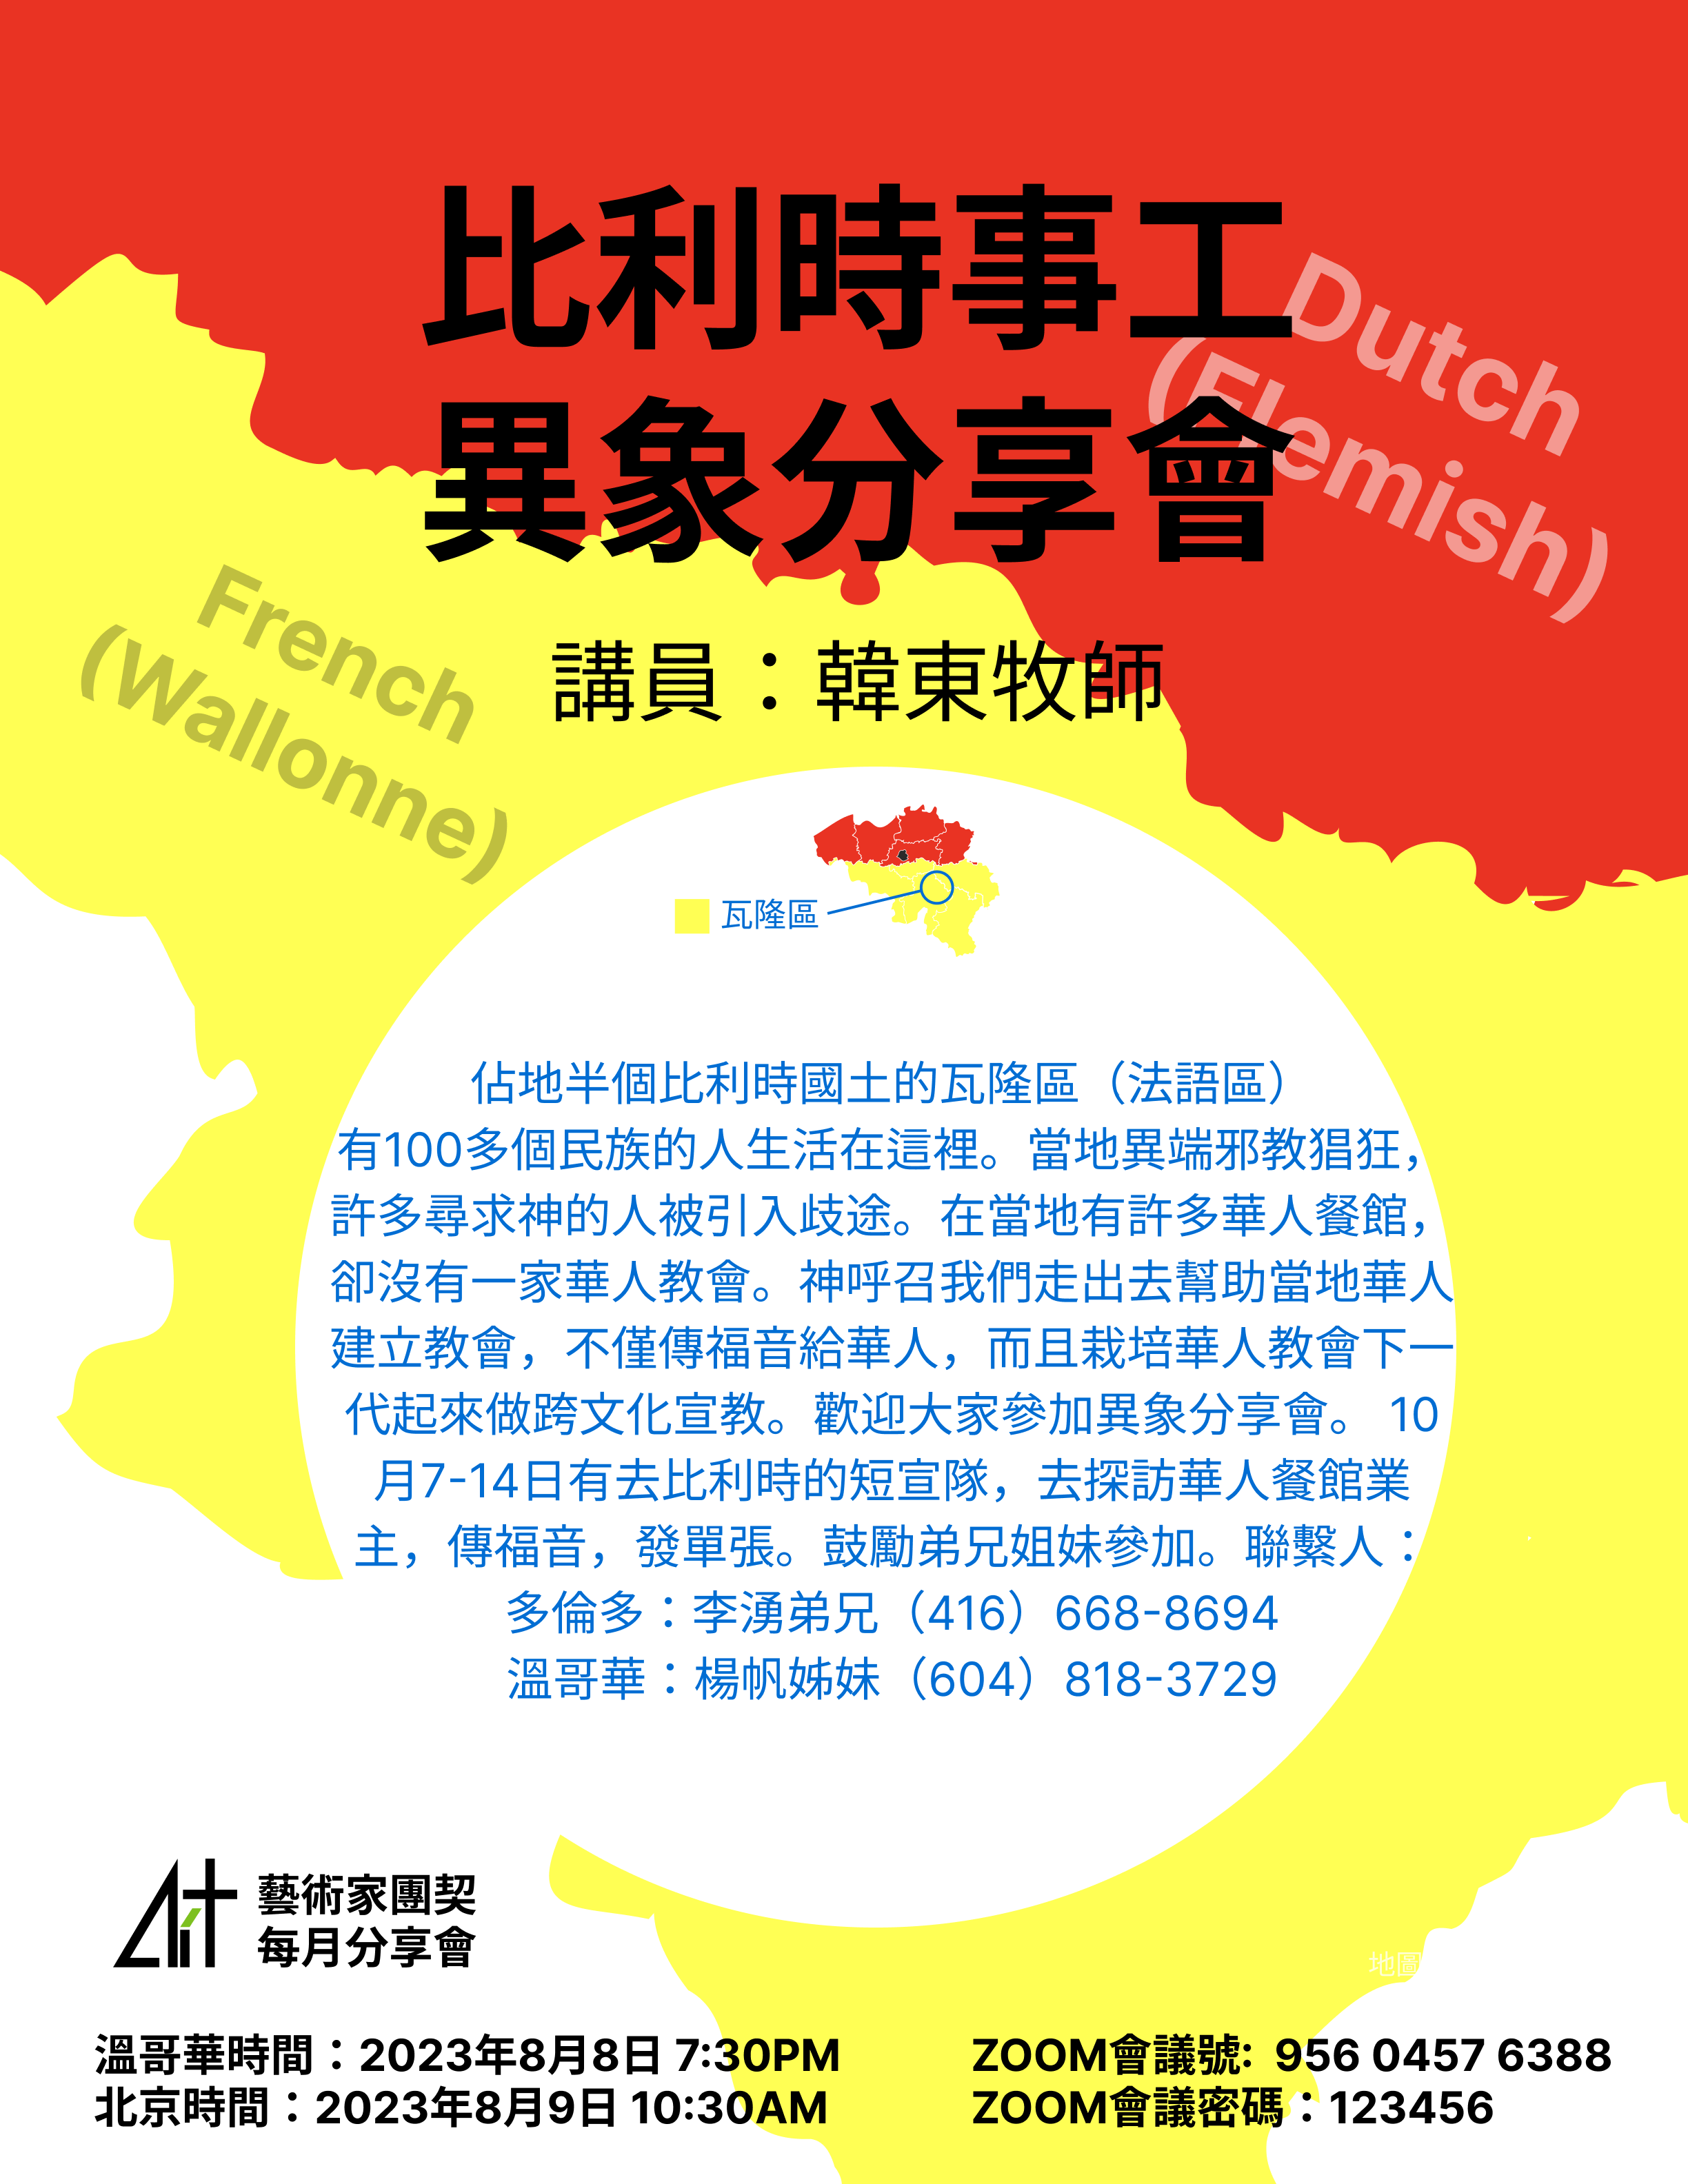 比利時事工
異象分享會
Dutch
(Flemish)
French
(Wallonne)
講員：韓東牧師
瓦隆區
佔地半個比利時國土的瓦隆區（法語區）
有100多個民族的人生活在這裡。當地異端邪教猖狂，
許多尋求神的人被引入歧途。在當地有許多華人餐館，
卻沒有一家華人教會。神呼召我們走出去幫助當地華人
建立教會，不僅傳福音給華人，而且栽培華人教會下一
代起來做跨文化宣教。歡迎大家參加異象分享會。 10
月7-14日有去比利時的短宣隊，去探訪華人餐館業
主，傳福音，發單張。鼓勵弟兄姐妹參加。聯繫人：
多倫多：李湧弟兄（416）668-8694
溫哥華：楊帆姊妹（604）818-3729
藝術家團契
每月分享會
地圖
溫哥華時間：2023年8月8日 7:30PM
北京時間：2023年8月9日 10:30AM
ZOOM會議號: 956 0457 6388
ZOOM會議密碼：123456